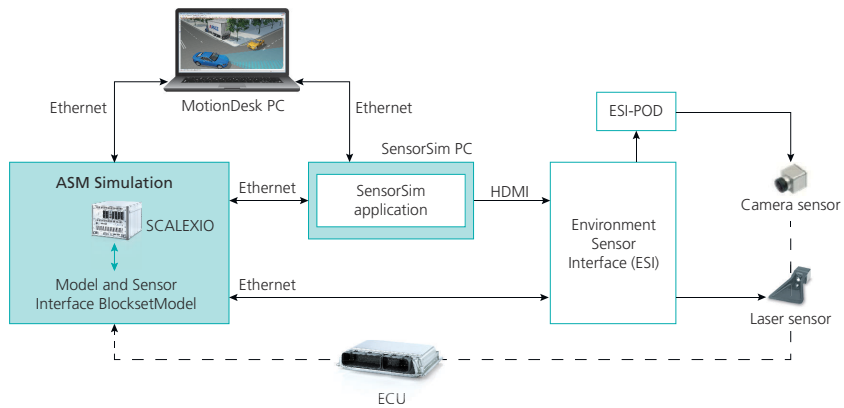 Ethernet
MotionDesk PC
Ethernet
ESI-POD
SensorSim PC
ASM Simulation
Ethernet
SensorSim
application
HDMI
Camera sensor
SCALEXIO
Environment
Sensor
Interface (ESI)
Model and Sensor
Interface BlocksetModel
Ethernet
Laser sensor
ECU